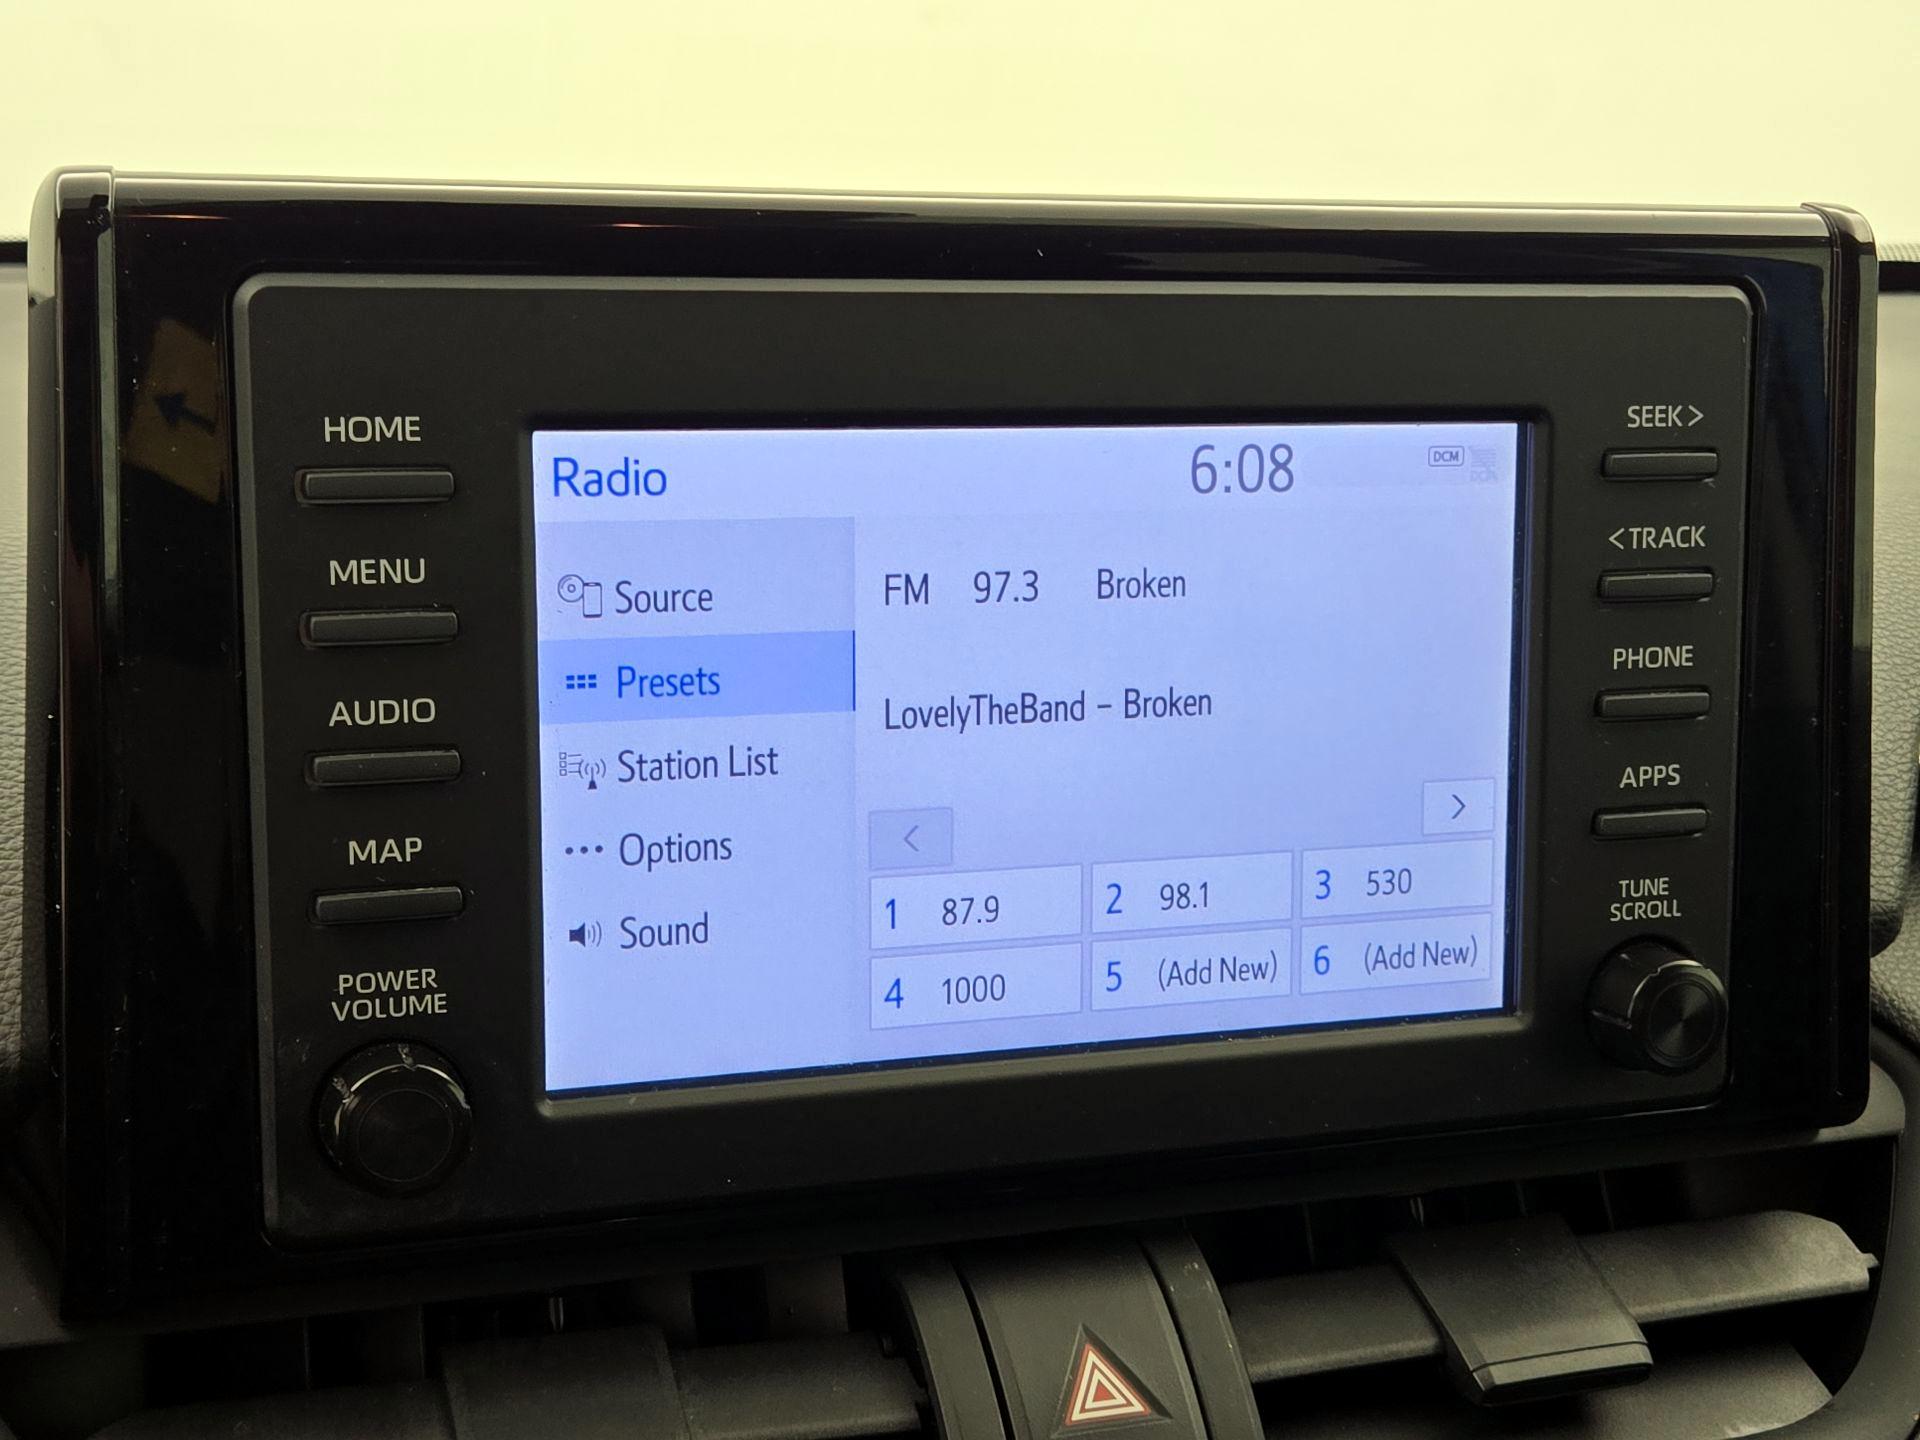 HOME
MENU
AUDIO
MAP
POWER
VOLUME
Radio
6:08
DCM
Source
Presets
Station List
Options
Sound
FM 97.3 Broken
LovelyTheBand - Broken
< >
1 87.9 2 98.1 3 530
4 1000 5 (Add New) 6 (Add New)
SEEK >
< TRACK
PHONE
APPS
TUNE
SCROLL